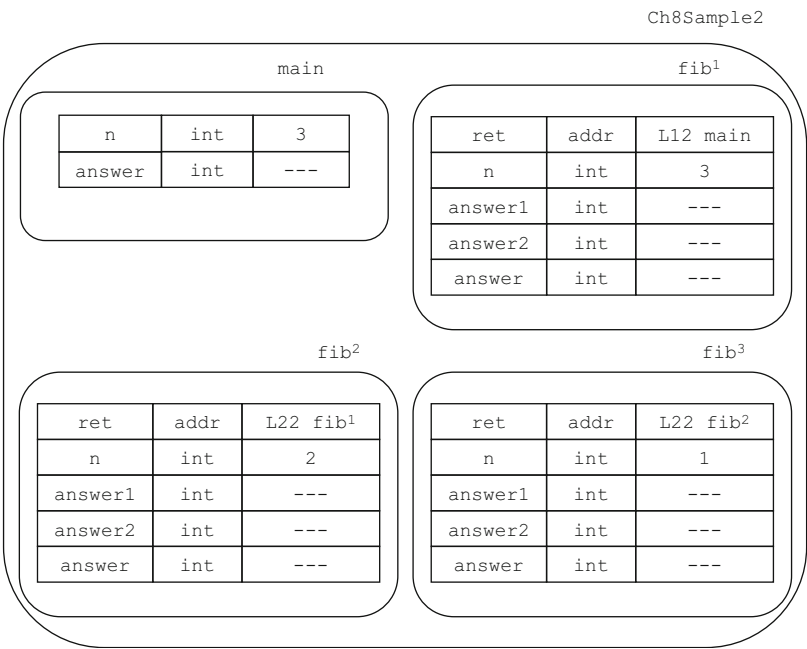 Ch8Sample2
main
n int 3
answer int ---
fib¹
ret addr L12 main
n int 3
answer1 int ---
answer2 int ---
answer int ---
fib²
ret addr L22 fib¹
n int 2
answer1 int ---
answer2 int ---
answer int ---
fib³
ret addr L22 fib²
n int 1
answer1 int ---
answer2 int ---
answer int ---